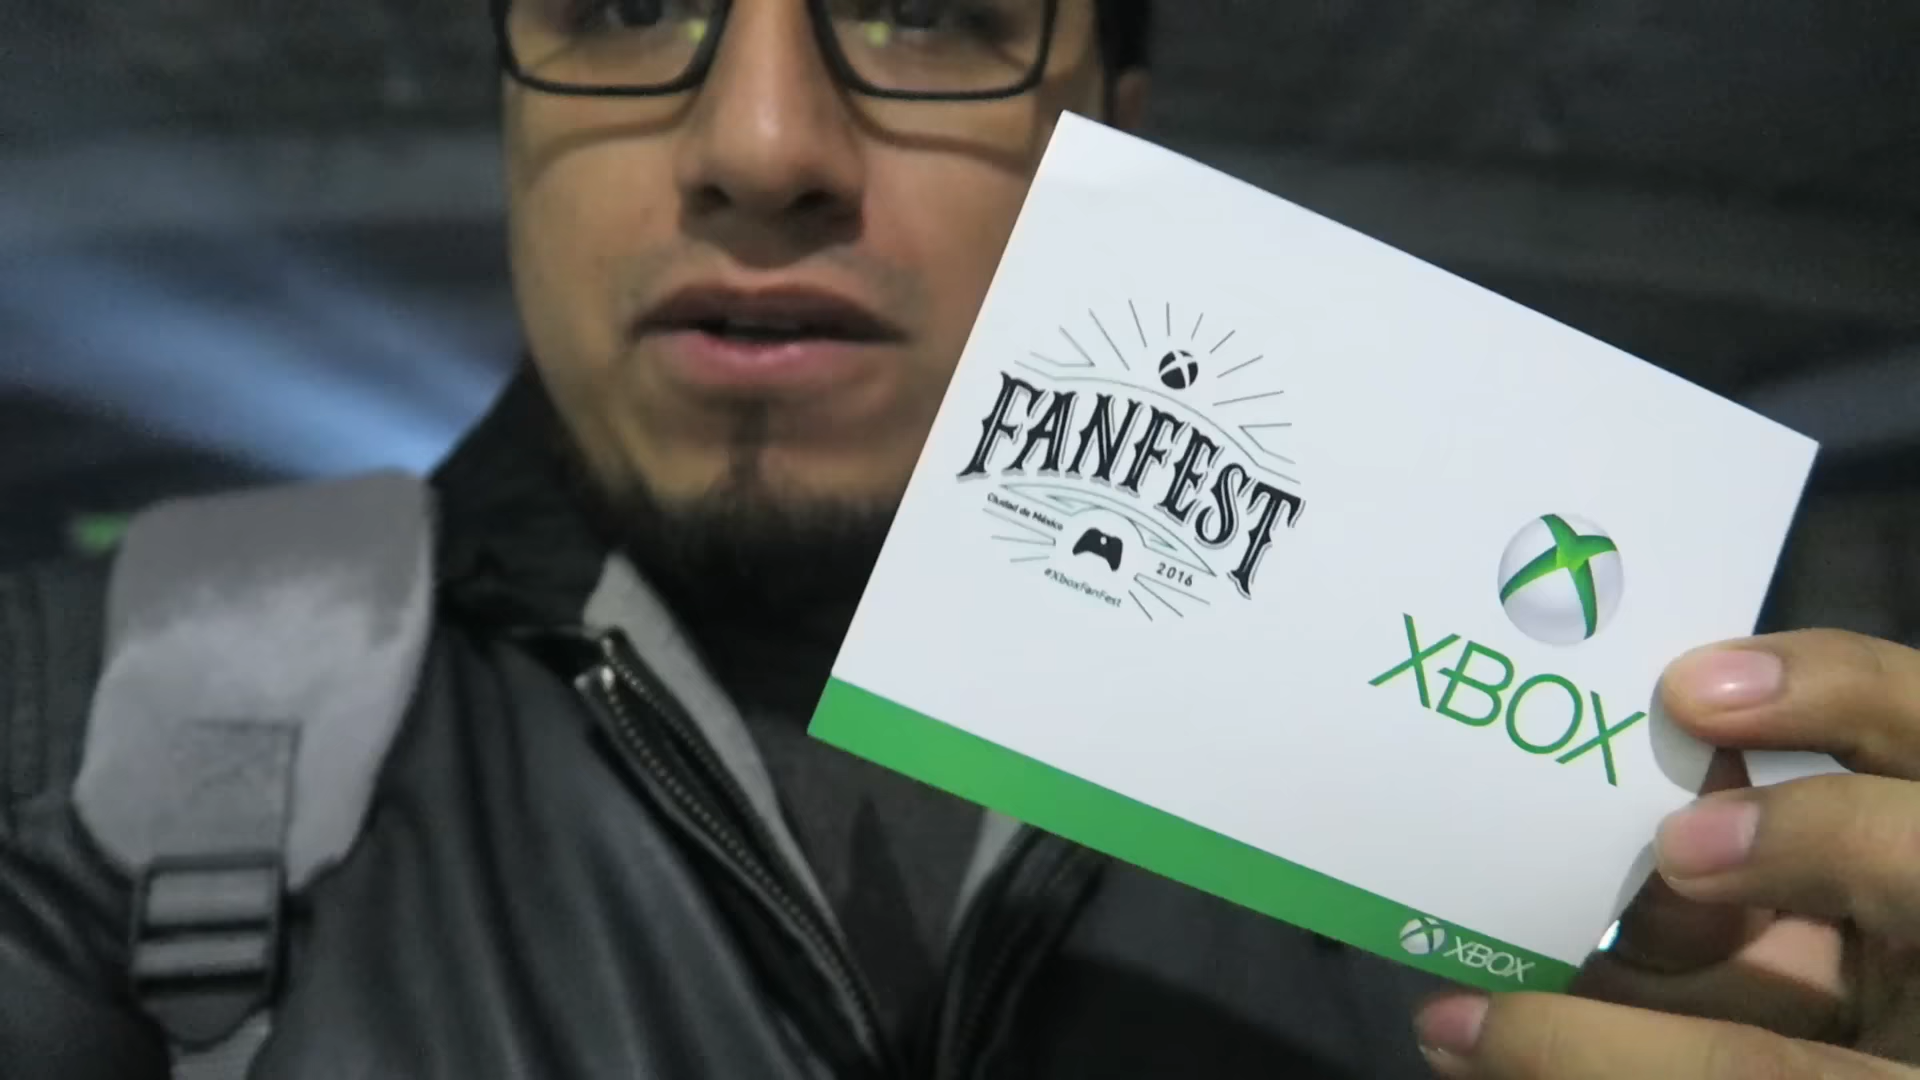 FANFEST
Ciudad de México
2016
#XboxFanFest
XBOX
XBOX